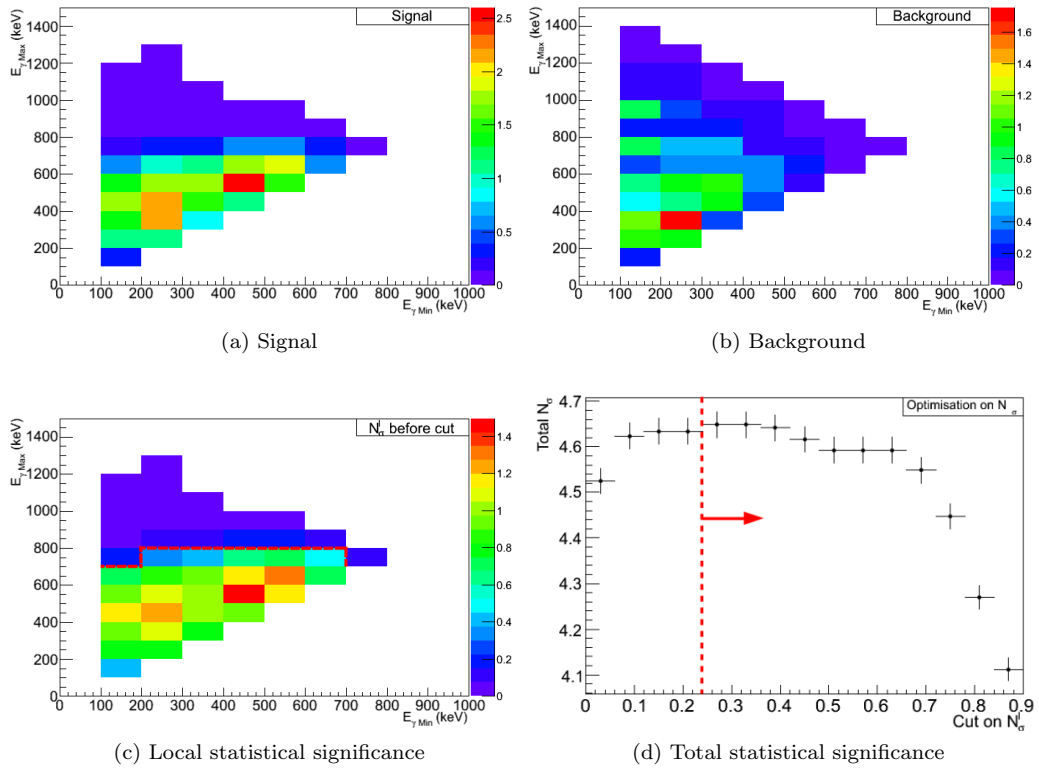 Signal
E_γ Max (keV)
1400
1200
1000
800
600
400
200
0
0 100 200 300 400 500 600 700 800 900 1000
E_γ Min (keV)
2.5
2
1.5
1
0.5
0
(a) Signal
Background
E_γ Max (keV)
1400
1200
1000
800
600
400
200
0
0 100 200 300 400 500 600 700 800 900 1000
E_γ Min (keV)
1.6
1.4
1.2
1
0.8
0.6
0.4
0.2
0
(b) Background
N^l_σ before cut
E_γ Max (keV)
1400
1200
1000
800
600
400
200
0
0 100 200 300 400 500 600 700 800 900 1000
E_γ Min (keV)
1.4
1.2
1
0.8
0.6
0.4
0.2
0
(c) Local statistical significance
Optimisation on N_σ
Total N_σ
4.7
4.6
4.5
4.4
4.3
4.2
4.1
0 0.1 0.2 0.3 0.4 0.5 0.6 0.7 0.8 0.9
Cut on N^l_σ
(d) Total statistical significance